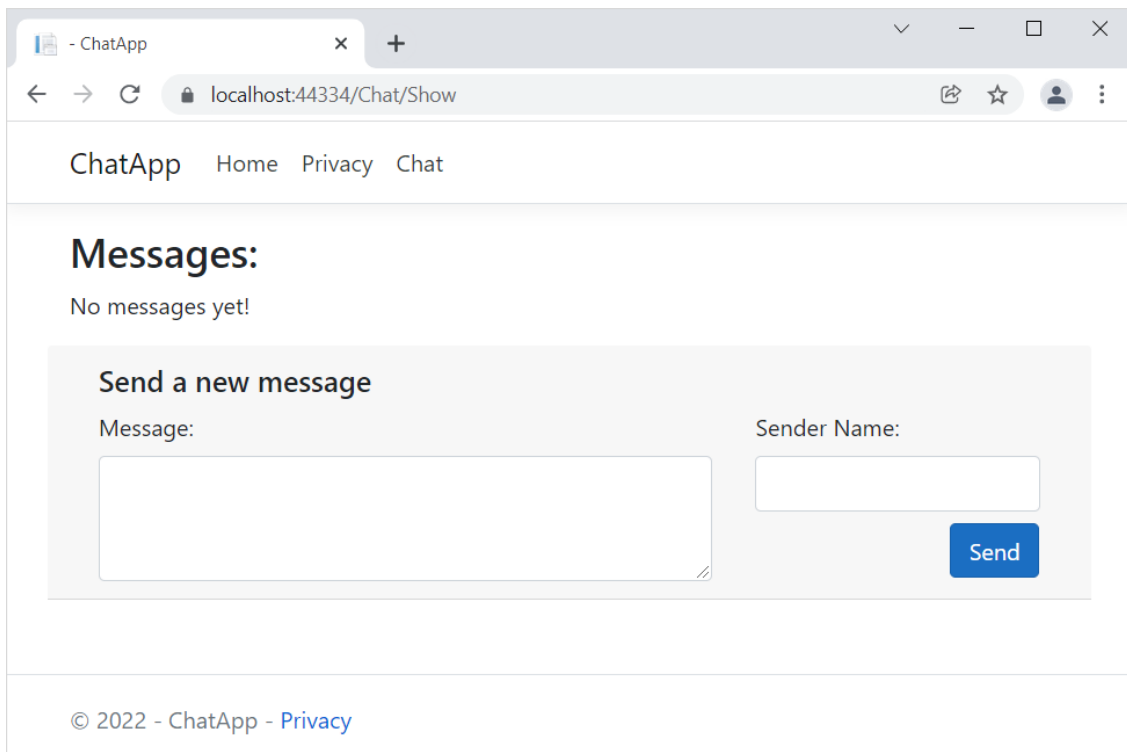 - ChatApp
localhost:44334/Chat/Show
ChatApp Home Privacy Chat
Messages:
No messages yet!
Send a new message
Message: Sender Name:
Send
© 2022 - ChatApp - Privacy